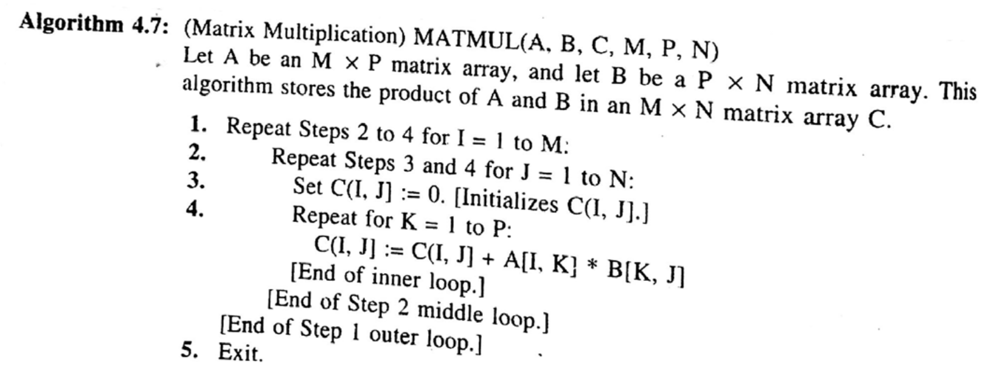 Algorithm 4.7: (Matrix Multiplication) MATMUL(A, B, C, M, P, N)
Let A be an M × P matrix array, and let B be a P × N matrix array. This
algorithm stores the product of A and B in an M × N matrix array C.
1. Repeat Steps 2 to 4 for I = 1 to M:
2. Repeat Steps 3 and 4 for J = 1 to N:
3. Set C(I, J] := 0. [Initializes C(I, J].]
4. Repeat for K = 1 to P:
C(I, J] := C(I, J] + A[I, K] * B[K, J]
[End of inner loop.]
[End of Step 2 middle loop.]
[End of Step 1 outer loop.]
5. Exit.